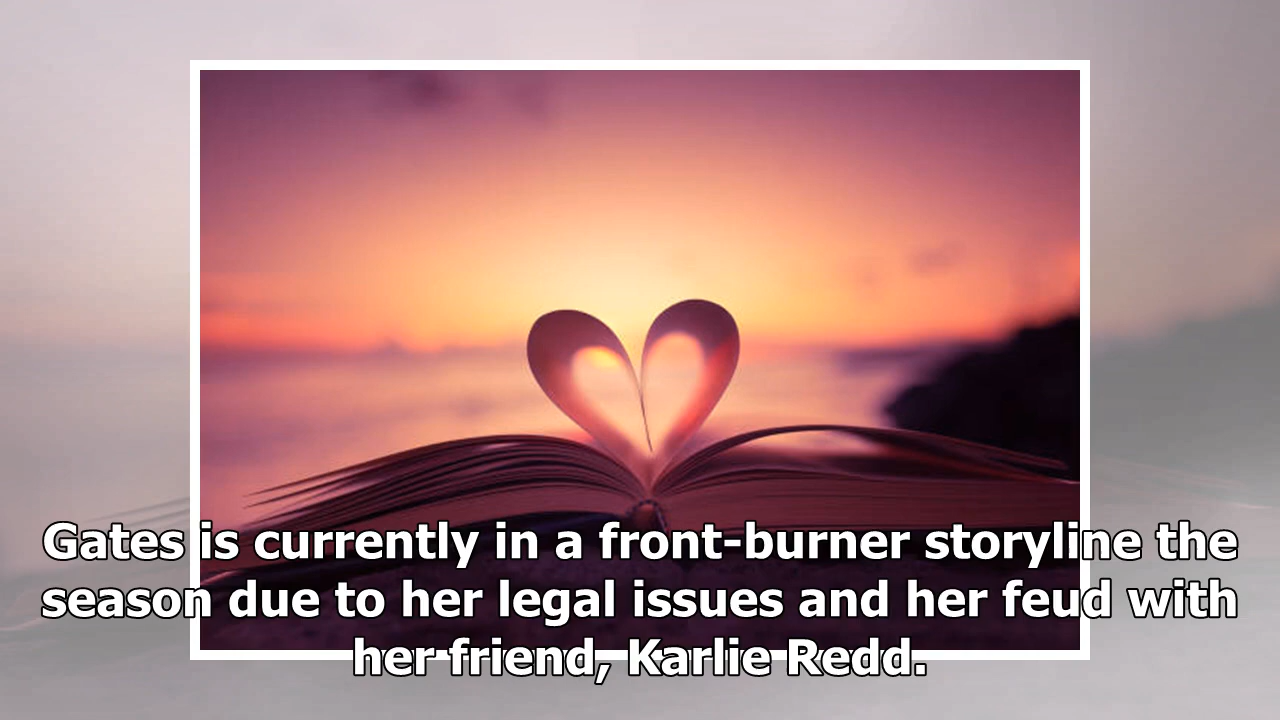 Gates is currently in a front-burner storyline the
season due to her legal issues and her feud with
her friend, Karlie Redd.